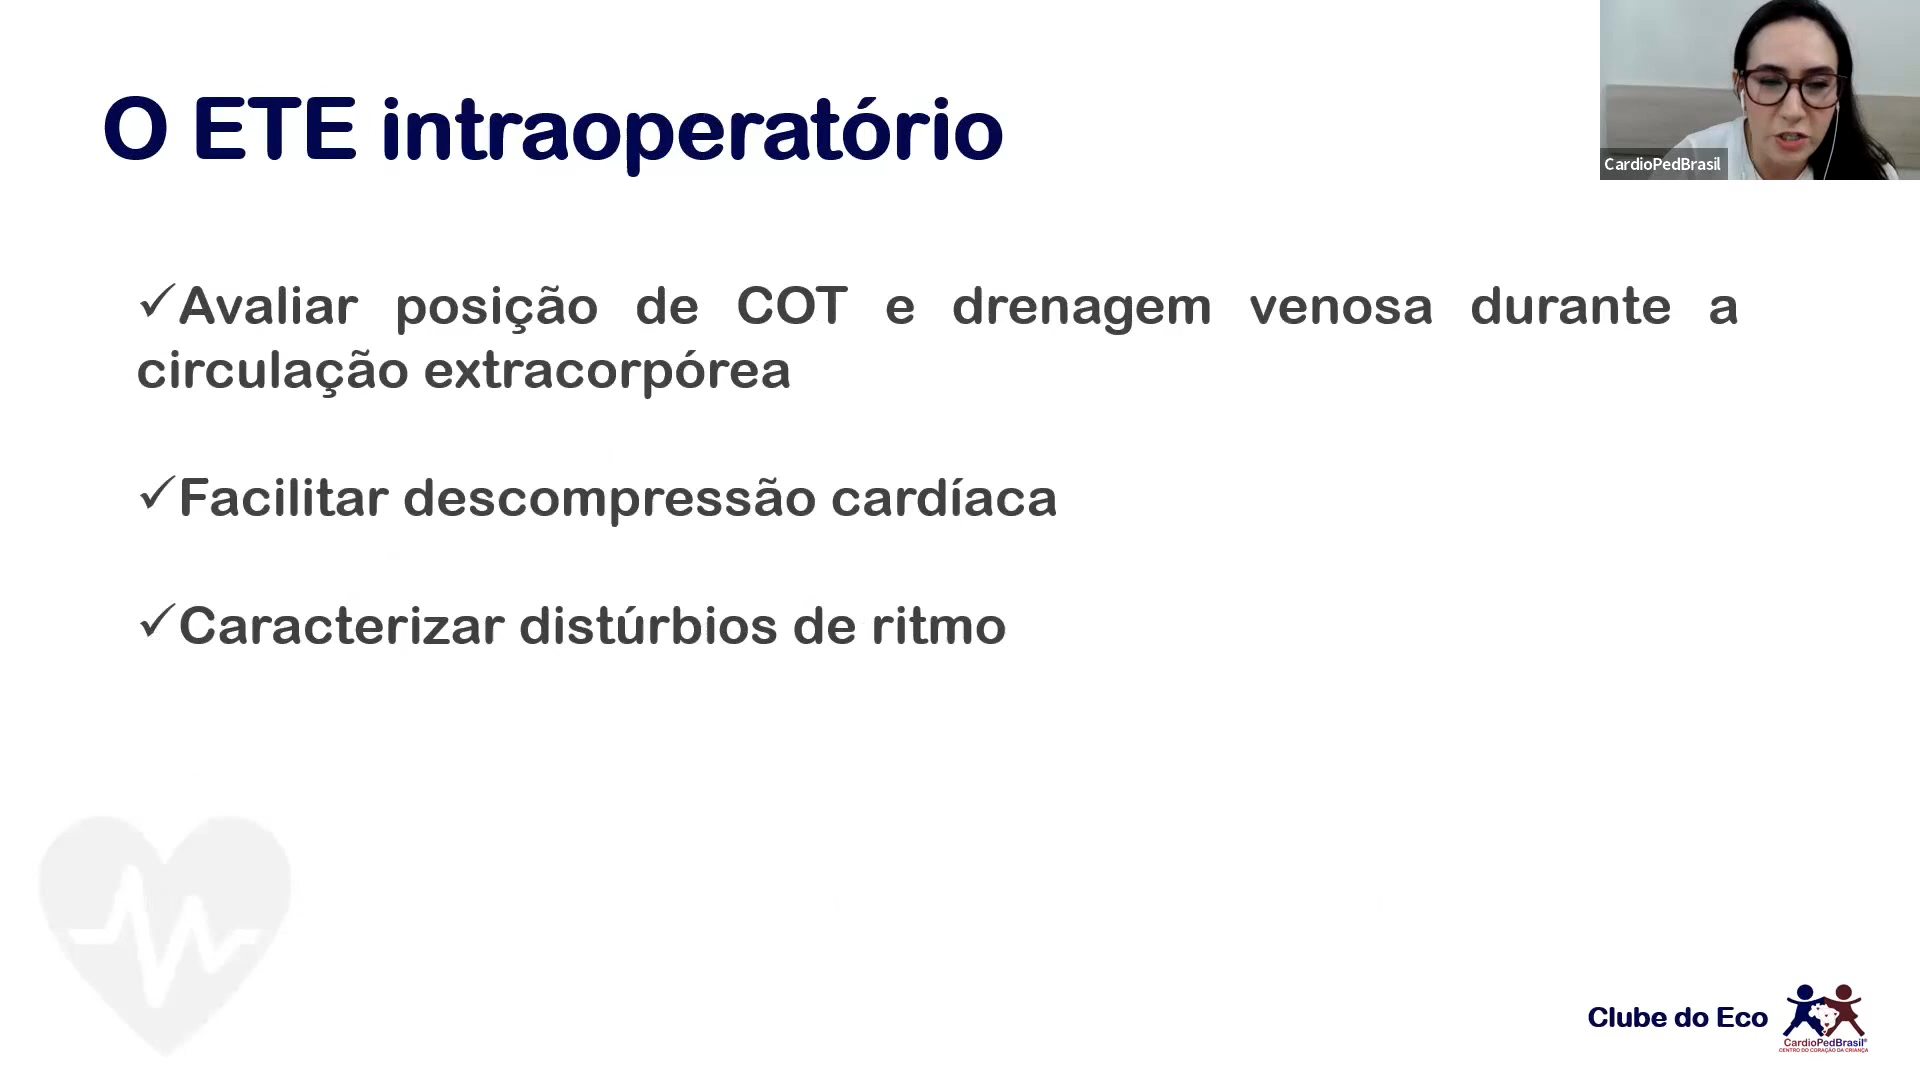 O ETE intraoperatório
CardioPedBrasil
✓Avaliar posição de COT e drenagem venosa durante a
circulação extracorpórea
✓Facilitar descompressão cardíaca
✓Caracterizar distúrbios de ritmo
Clube do Eco
CardioPedBrasil®
CENTRO DO CORAÇÃO DA CRIANÇA